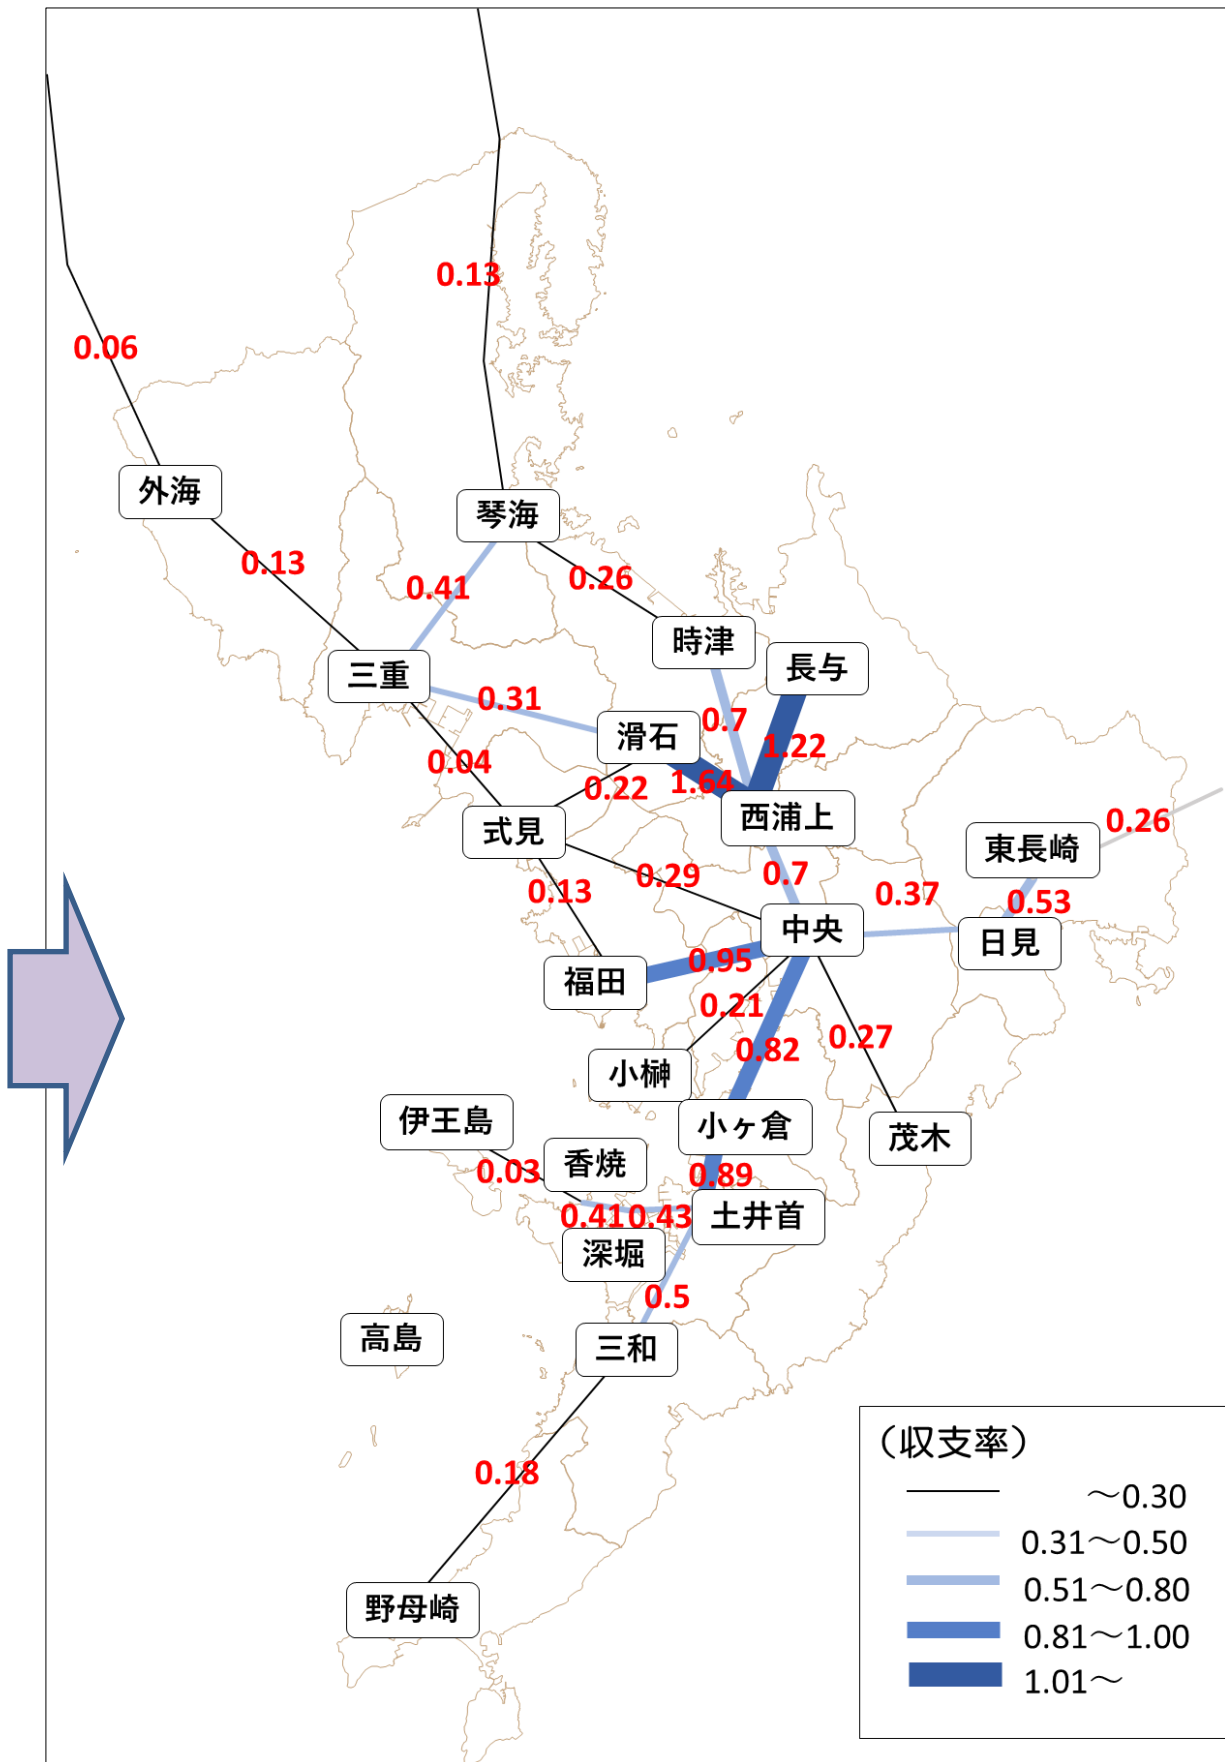 0.13
0.06
外海
琴海
0.13
0.41
0.26
時津
長与
三重
0.31
0.7
1.22
滑石
0.04
0.22
1.64
西浦上
式見
0.26
東長崎
0.29
0.7
0.37
0.13
0.53
中央
日見
福田
0.95
0.21
0.82
0.27
小榊
伊王島
小ヶ倉
茂木
香焼
0.03
0.89
0.41
0.43
土井首
深堀
0.5
高島
三和
0.18
野母崎
（収支率）
～0.30
0.31～0.50
0.51～0.80
0.81～1.00
1.01～